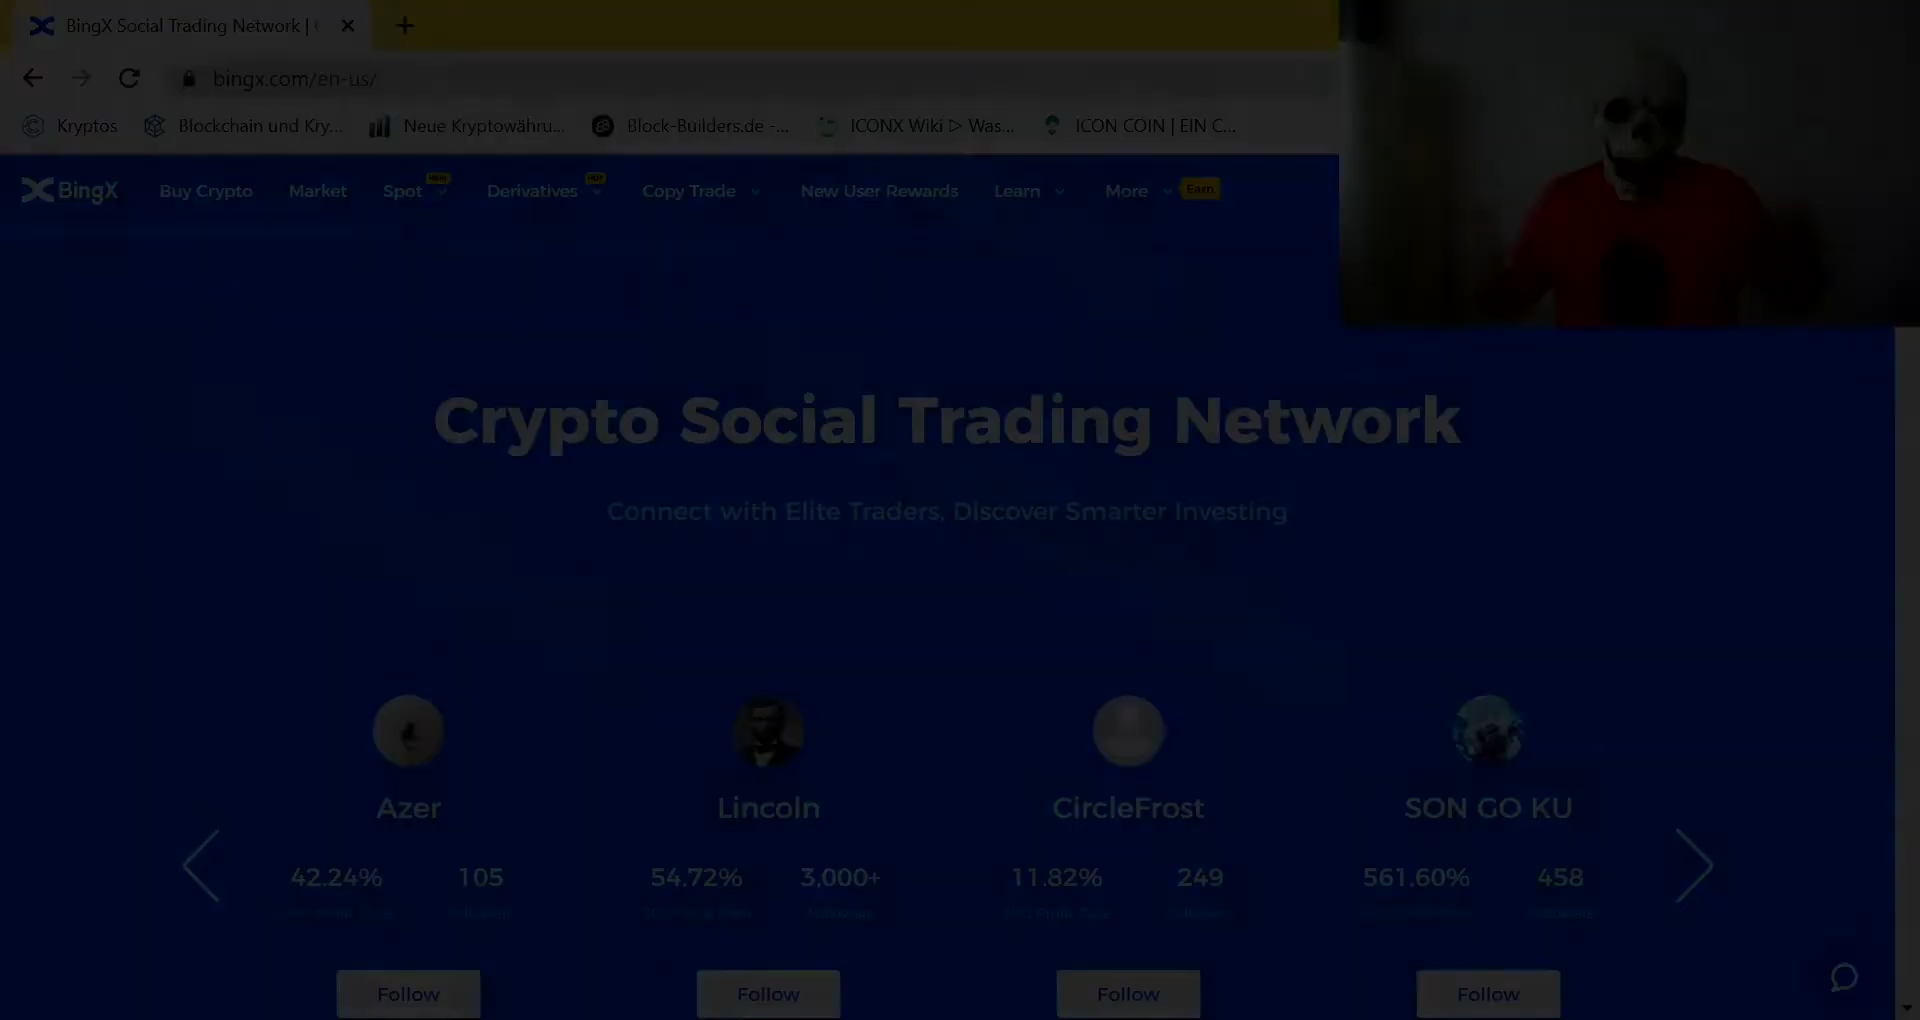 BingX Social Trading Network |
bingx.com/en-us/
Kryptos Blockchain und Kry... Neue Kryptowähru... Block-Builders.de -... ICONX Wiki ▷ Was... ICON COIN | EIN C...
BingX Buy Crypto Market Spot NEW Derivatives HOT Copy Trade New User Rewards Learn More Earn
Crypto Social Trading Network
Connect with Elite Traders, Discover Smarter Investing
Azer Lincoln CircleFrost SON GO KU
42.24% 105 54.72% 3,000+ 11.82% 249 561.60% 458
Follow Follow Follow Follow